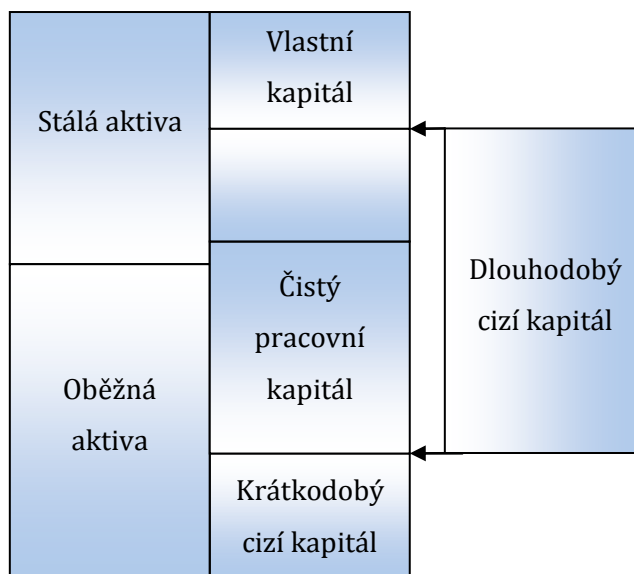 Stálá aktiva
Oběžná
aktiva
Vlastní
kapitál
Čistý
pracovní
kapitál
Krátkodobý
cizí kapitál
Dlouhodobý
cizí kapitál